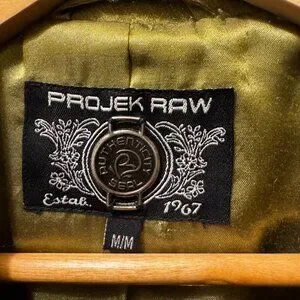 PROJEK RAW
AUTHENTICITY
SEAL
Estab. 1967
M/M